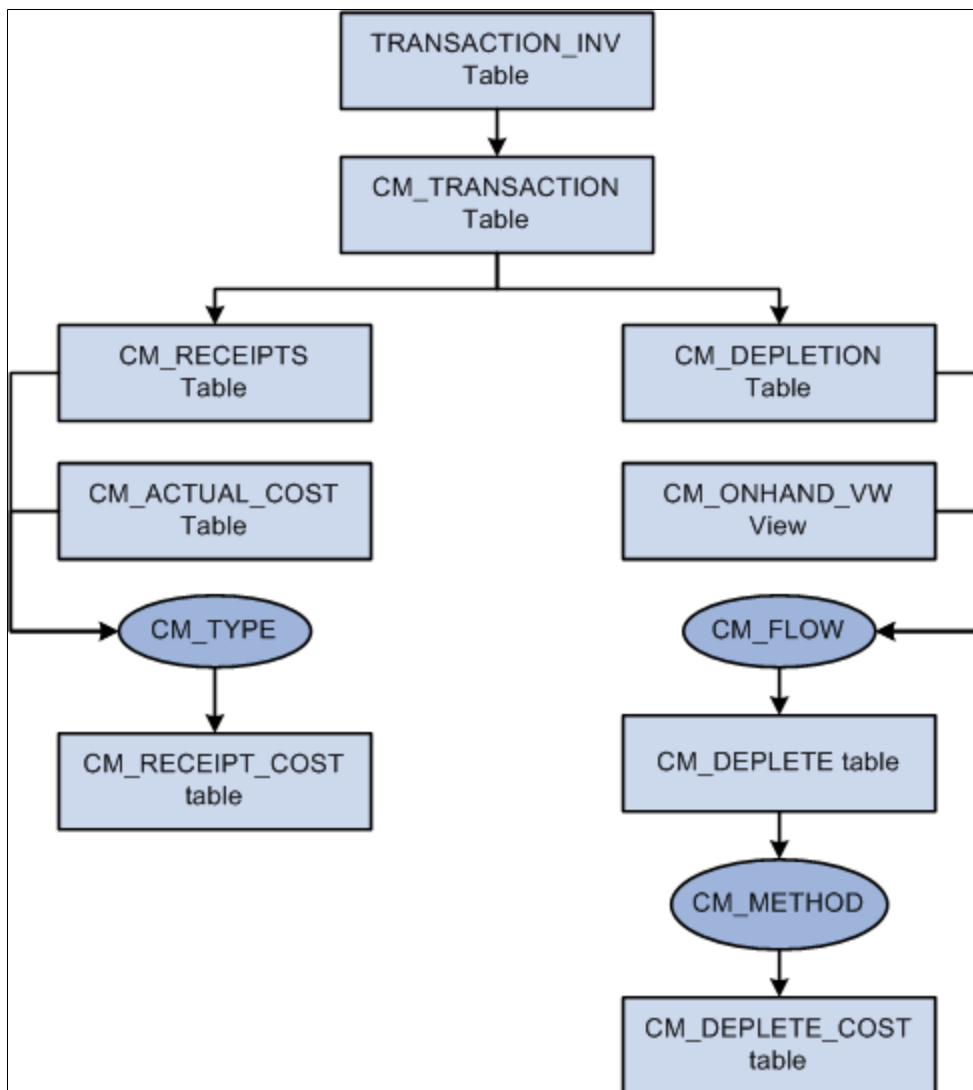 TRANSACTION_INV
Table
CM_TRANSACTION
Table
CM_RECEIPTS
Table
CM_DEPLETION
Table
CM_ACTUAL_COST
Table
CM_ONHAND_VW
View
CM_TYPE
CM_FLOW
CM_RECEIPT_COST
table
CM_DEPLETE table
CM_METHOD
CM_DEPLETE_COST
table